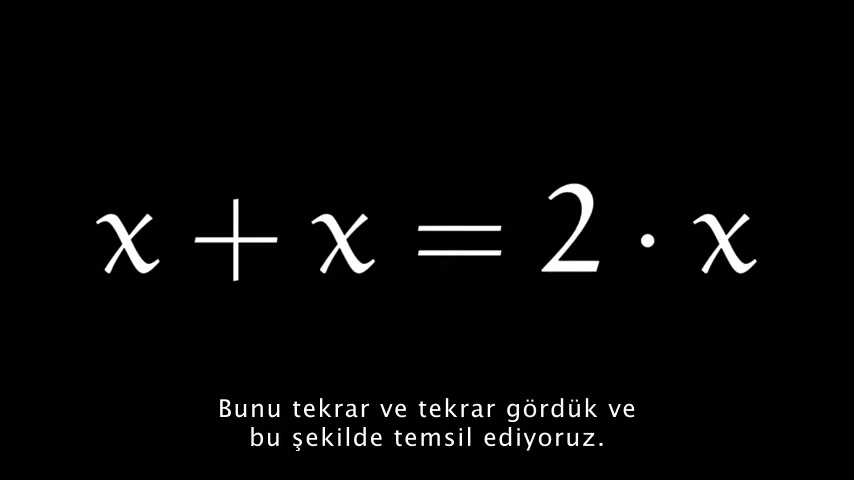 x + x = 2 · x
Bunu tekrar ve tekrar gördük ve
bu şekilde temsil ediyoruz.